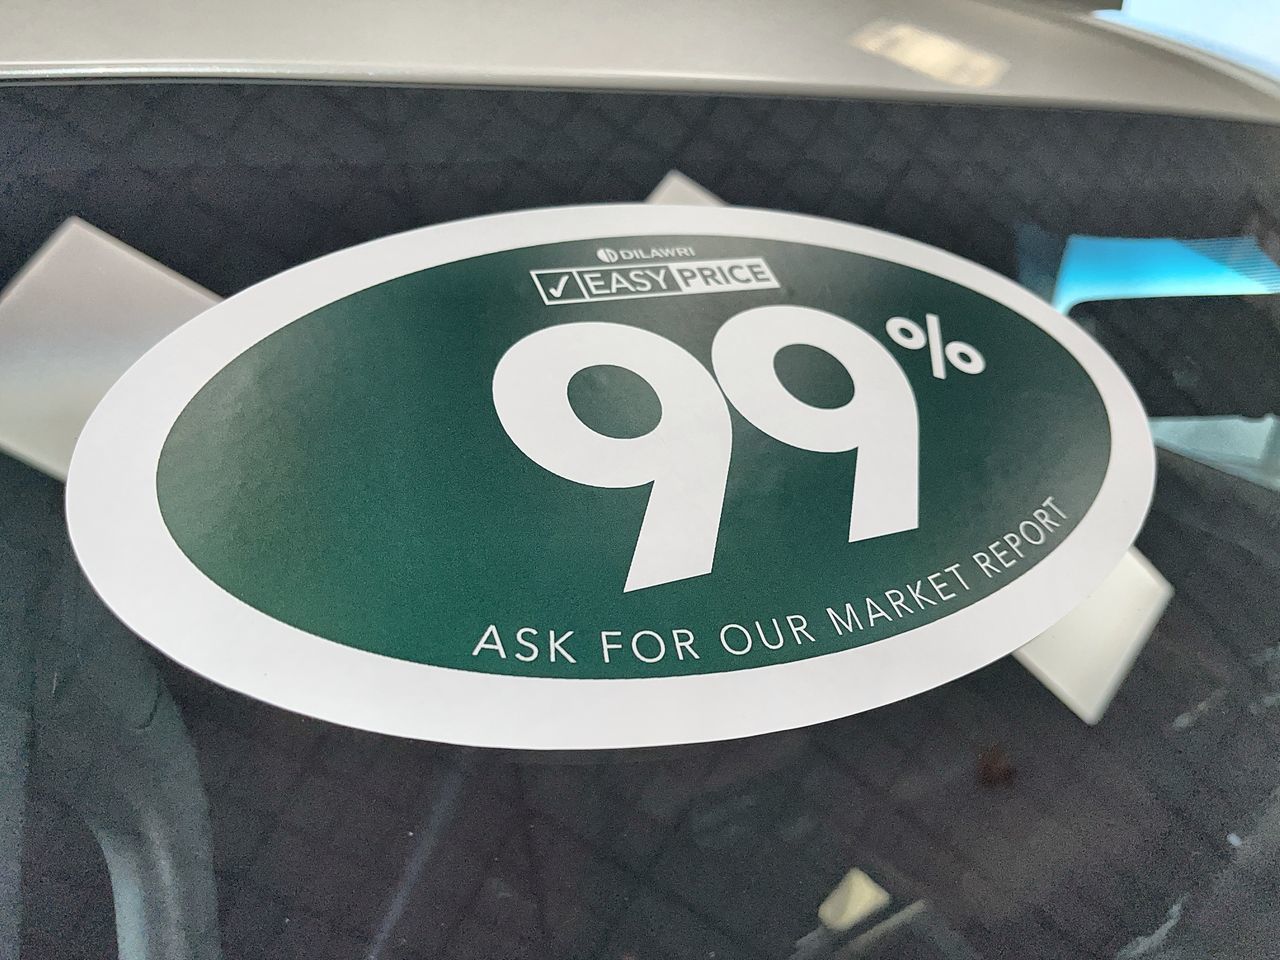 DILAWRI
✓ EASY PRICE
99%
ASK FOR OUR MARKET REPORT